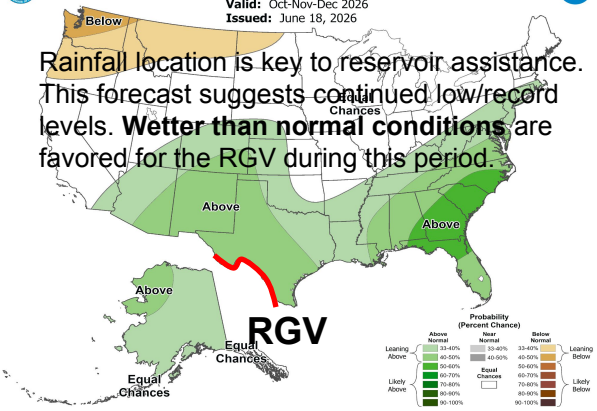 Valid: Oct-Nov-Dec 2026
Issued: June 18, 2026
Below
Rainfall location is key to reservoir assistance.
This forecast suggests continued low/record
Equal
Chances
levels. Wetter than normal conditions are
favored for the RGV during this period.
Above
Above
Above
RGV
Equal
Chances
Equal
Chances
Probability
(Percent Chance)
Above Normal
Near Normal
Below Normal
Leaning Above
33-40%
33-40%
33-40%
Leaning Below
40-50%
40-50%
40-50%
Likely Above
50-60%
Equal Chances
50-60%
Likely Below
60-70%
60-70%
70-80%
70-80%
80-90%
80-90%
90-100%
90-100%